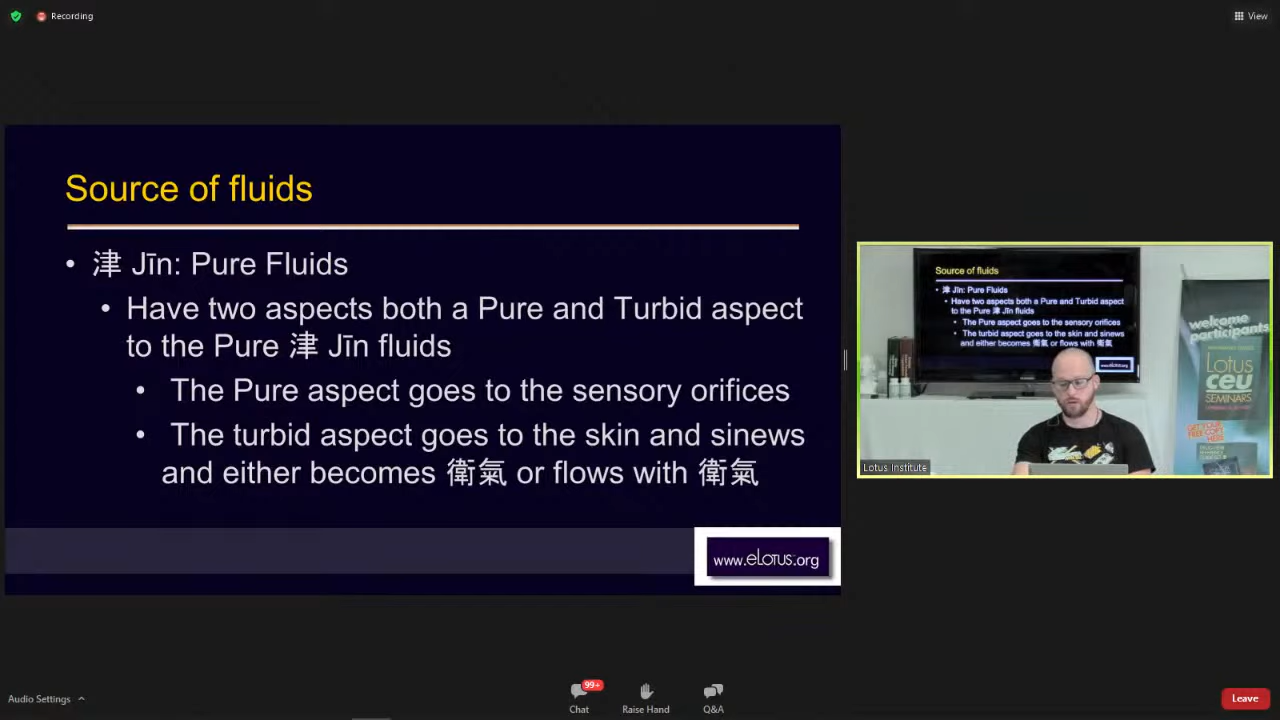 Recording
View
Source of fluids
• 津 Jīn: Pure Fluids
• Have two aspects both a Pure and Turbid aspect
to the Pure 津 Jīn fluids
• The Pure aspect goes to the sensory orifices
• The turbid aspect goes to the skin and sinews
and either becomes 衛氣 or flows with 衛氣
www.eLotus.org
Source of fluids
• 津 Jīn: Pure Fluids
• Have two aspects both a Pure and Turbid aspect
to the Pure 津 Jīn fluids
• The Pure aspect goes to the sensory orifices
• The turbid aspect goes to the skin and sinews
and either becomes 衛氣 or flows with 衛氣
welcome
participants
Lotus
CEU
SEMINARS
GET YOUR
FREE COPY
HERE
Lotus Institute
Audio Settings
99+
Chat
Raise Hand
Q&A
Leave